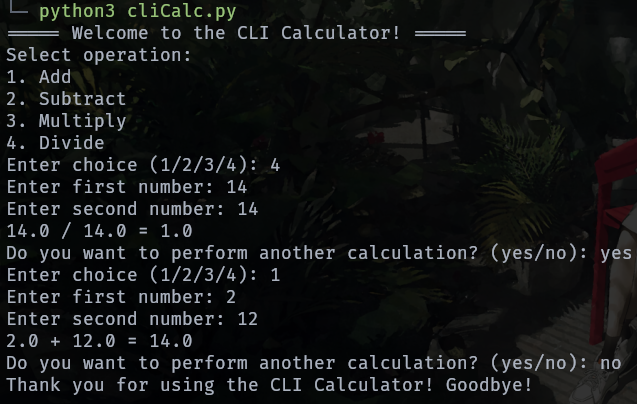 python3 cliCalc.py
===== Welcome to the CLI Calculator! =====
Select operation:
1. Add
2. Subtract
3. Multiply
4. Divide
Enter choice (1/2/3/4): 4
Enter first number: 14
Enter second number: 14
14.0 / 14.0 = 1.0
Do you want to perform another calculation? (yes/no): yes
Enter choice (1/2/3/4): 1
Enter first number: 2
Enter second number: 12
2.0 + 12.0 = 14.0
Do you want to perform another calculation? (yes/no): no
Thank you for using the CLI Calculator! Goodbye!